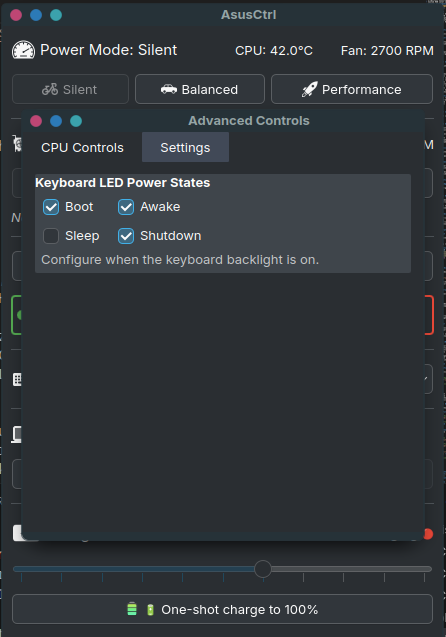 AsusCtrl
Power Mode: Silent CPU: 42.0°C Fan: 2700 RPM
Silent Balanced Performance
Advanced Controls
CPU Controls Settings
Keyboard LED Power States
Boot Awake
Sleep Shutdown
Configure when the keyboard backlight is on.
One-shot charge to 100%